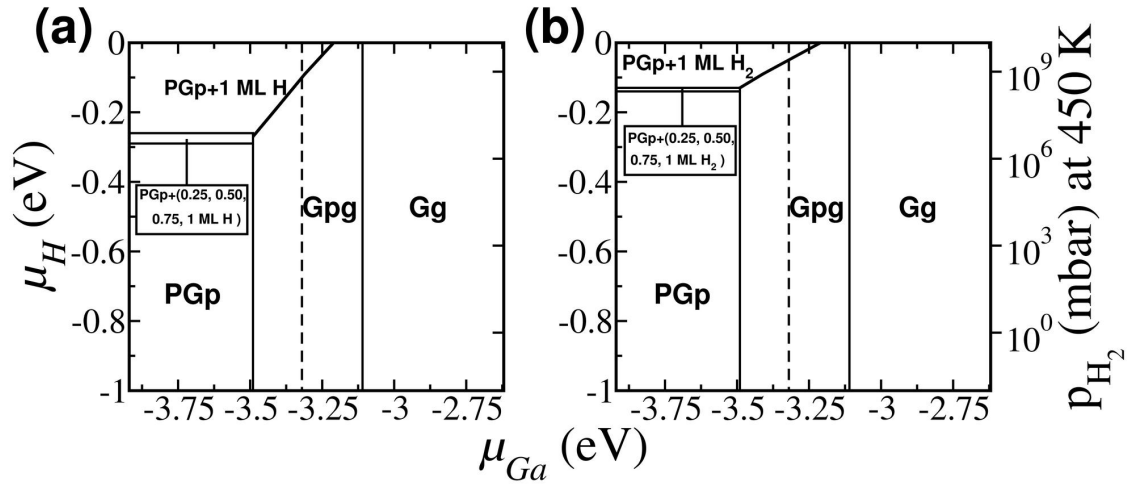 (a)
0
-0.2
-0.4
-0.6
-0.8
-1
μH (eV)
PGp+1 ML H
PGp+(0.25, 0.50,
0.75, 1 ML H )
PGp
Gpg
Gg
-3.75 -3.5 -3.25 -3 -2.75
(b)
0
-0.2
-0.4
-0.6
-0.8
-1
PGp+1 ML H2
PGp+(0.25, 0.50,
0.75, 1 ML H2 )
PGp
Gpg
Gg
-3.75 -3.5 -3.25 -3 -2.75
10^9
10^6
10^3
10^0
pH2 (mbar) at 450 K
μGa (eV)